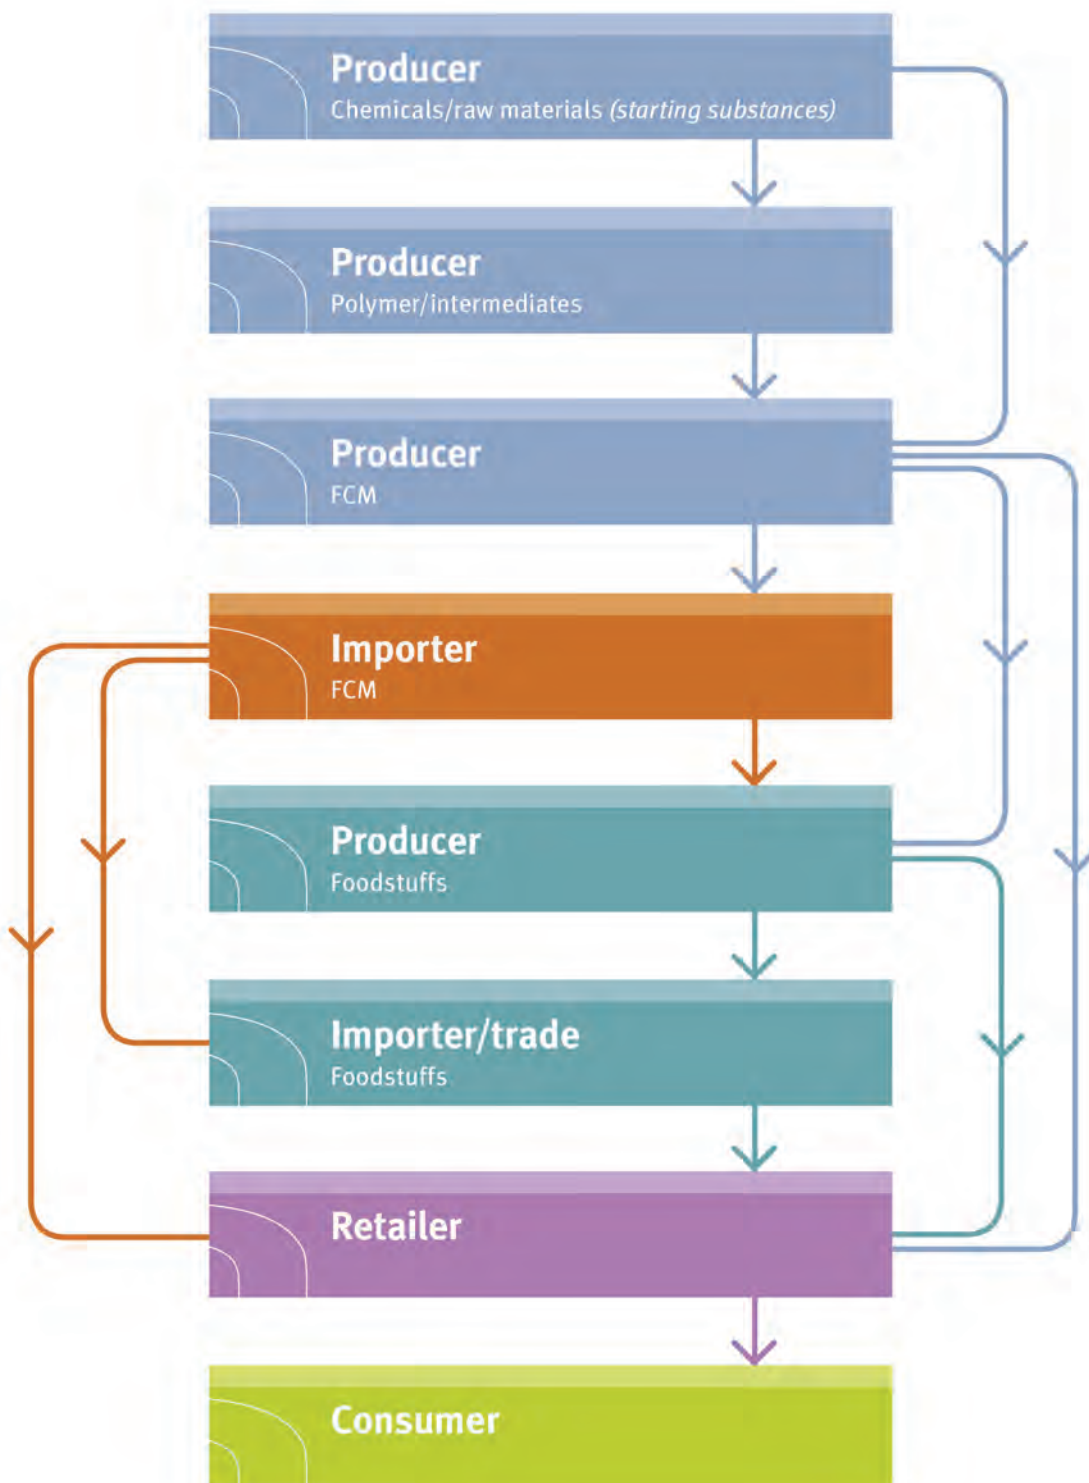 Producer
Chemicals/raw materials (starting substances)
Producer
Polymer/intermediates
Producer
FCM
Importer
FCM
Producer
Foodstuffs
Importer/trade
Foodstuffs
Retailer
Consumer